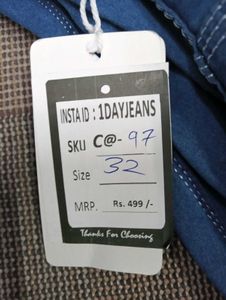 INSTA ID : 1DAYJEANS
SKU C@- 97
Size 32
MRP. Rs. 499 /-
Thanks For Choosing